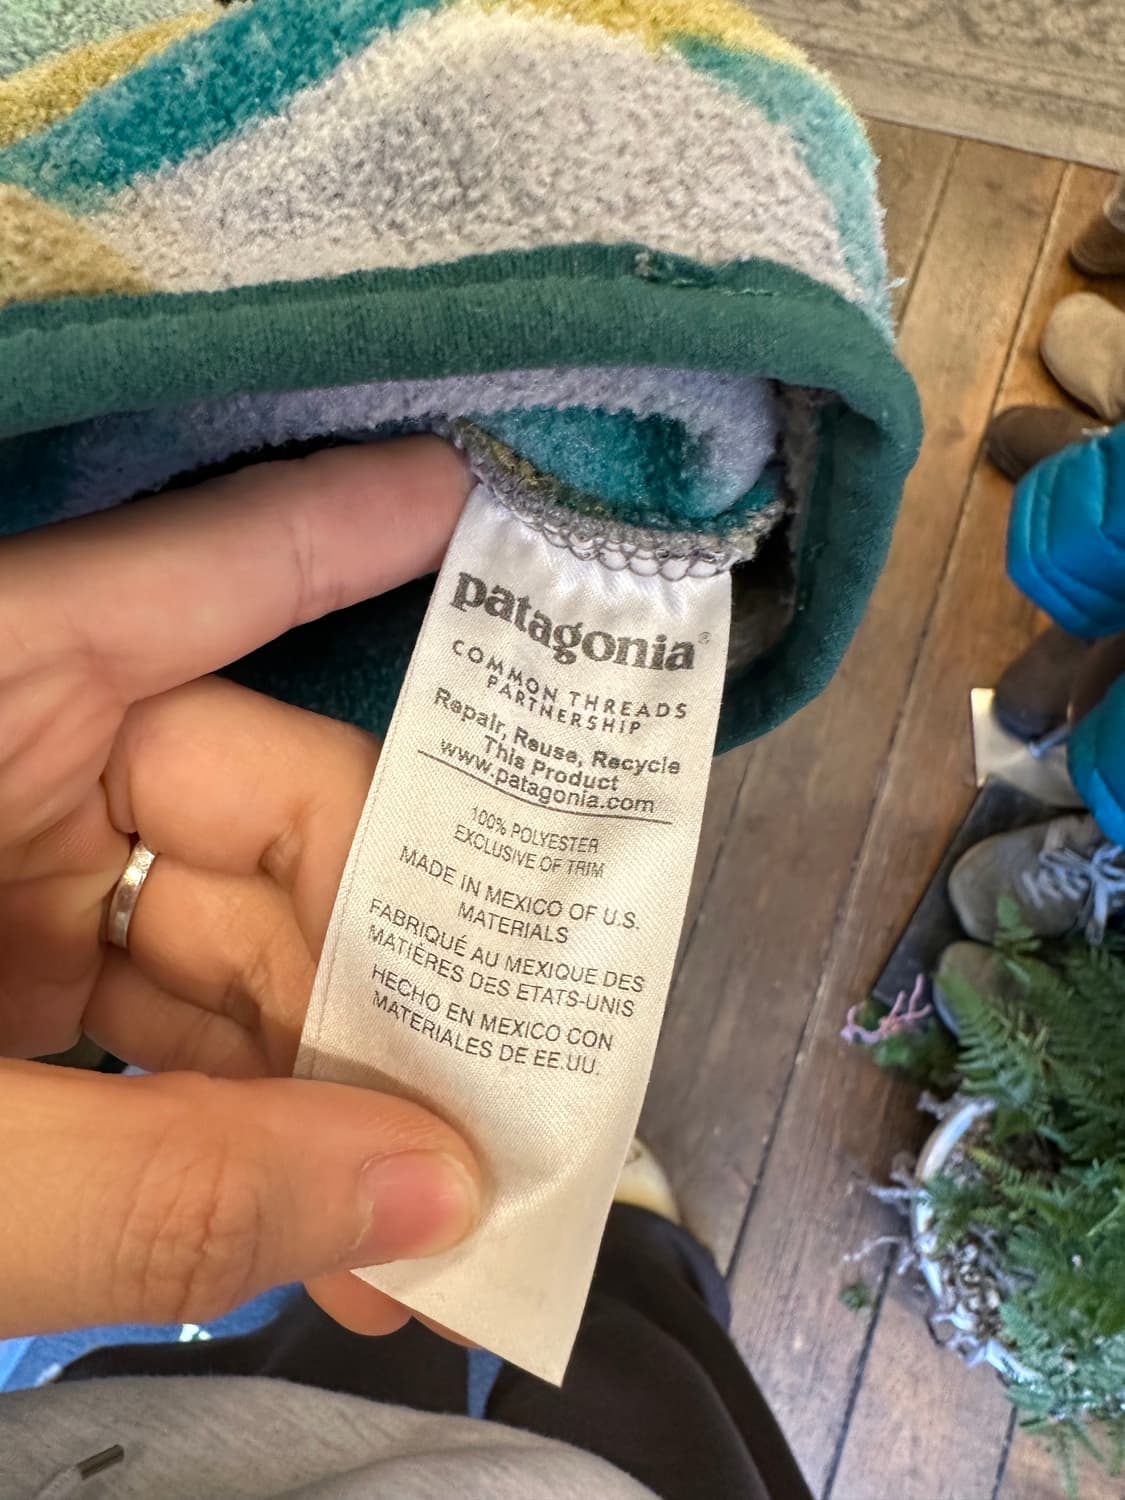 patagonia®
COMMON THREADS
PARTNERSHIP
Repair, Reuse, Recycle
This Product
www.patagonia.com
100% POLYESTER
EXCLUSIVE OF TRIM
MADE IN MEXICO OF U.S.
MATERIALS
FABRIQUÉ AU MEXIQUE DES
MATIÈRES DES ETATS-UNIS
HECHO EN MEXICO CON
MATERIALES DE EE.UU.